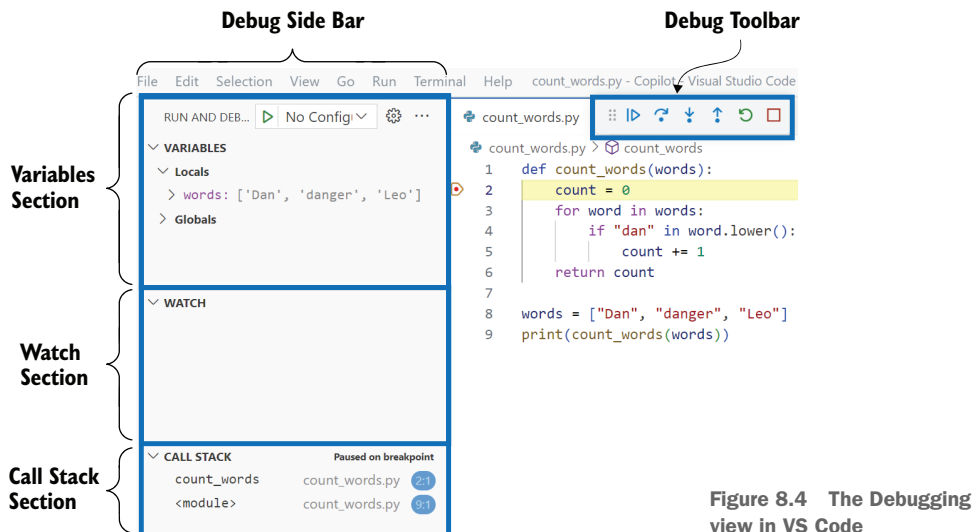 Debug Side Bar
Debug Toolbar
File Edit Selection View Go Run Terminal Help count_words.py - Copilot - Visual Studio Code
RUN AND DEB... No Config
VARIABLES
Locals
words: ['Dan', 'danger', 'Leo']
Globals
Variables
Section
WATCH
Watch
Section
CALL STACK Paused on breakpoint
count_words count_words.py 2:1
<module> count_words.py 9:1
Call Stack
Section
count_words.py
count_words.py > count_words
1 def count_words(words):
2 count = 0
3 for word in words:
4 if "dan" in word.lower():
5 count += 1
6 return count
7
8 words = ["Dan", "danger", "Leo"]
9 print(count_words(words))
Figure 8.4 The Debugging
view in VS Code